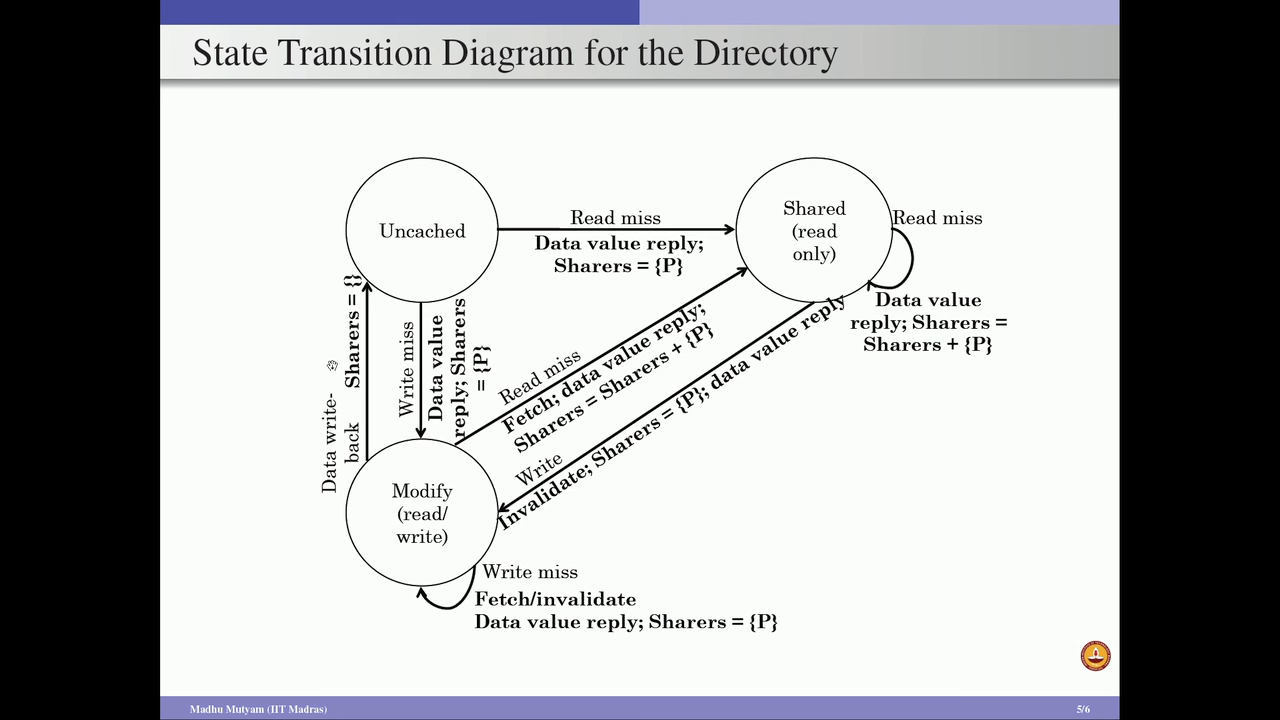 State Transition Diagram for the Directory
Uncached
Shared
(read
only)
Read miss
Data value reply;
Sharers = {P}
Read miss
Data value
reply; Sharers =
Sharers + {P}
Data write-
back
Sharers = {}
Write miss
Data value
reply; Sharers
= {P}
Read miss
Fetch; data value reply;
Sharers = Sharers + {P}
Write
Invalidate; Sharers = {P}; data value reply
Modify
(read/
write)
Write miss
Fetch/invalidate
Data value reply; Sharers = {P}
Madhu Mutyam (IIT Madras)
5/6